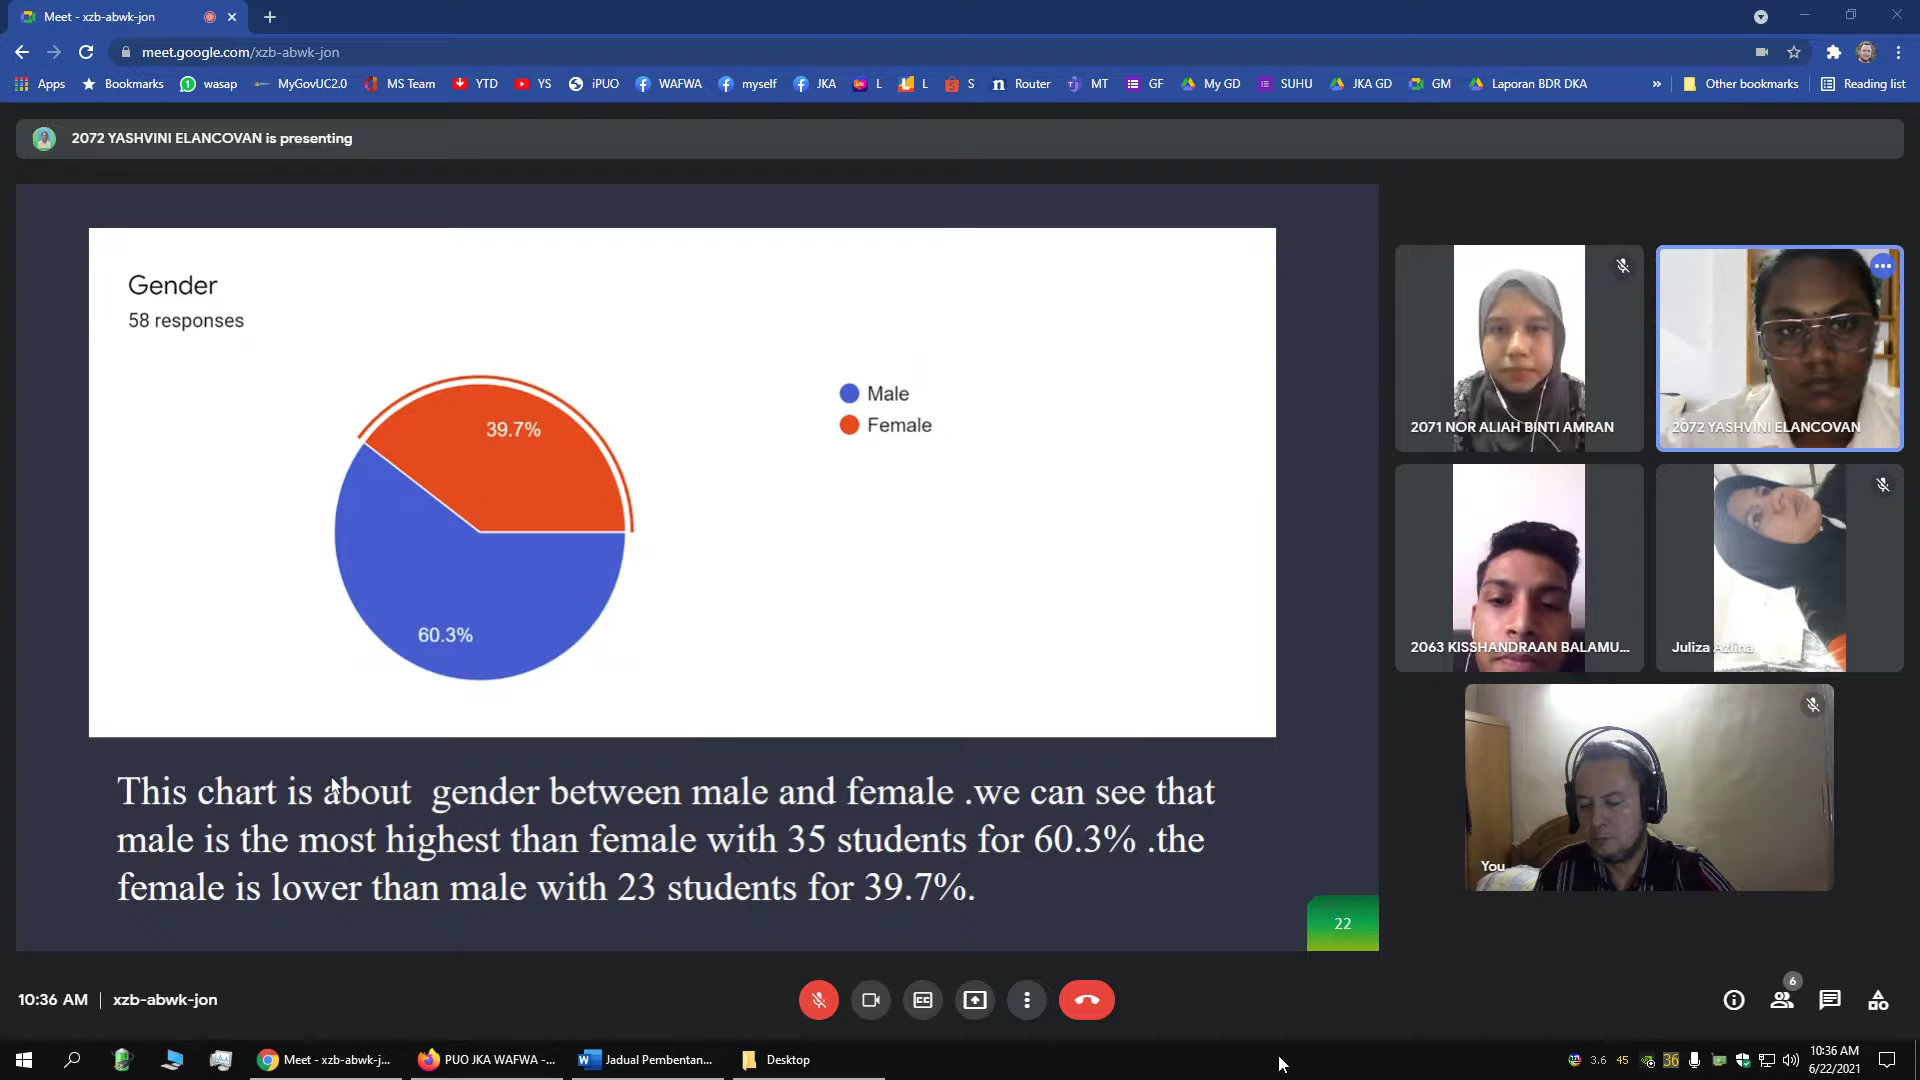 Meet - xzb-abwk-jon
meet.google.com/xzb-abwk-jon
Apps Bookmarks wasap MyGovUC2.0 MS Team YTD YS iPUO WAFWA myself JKA L L S Router MT GF My GD SUHU JKA GD GM Laporan BDR DKA » Other bookmarks Reading list
2072 YASHVINI ELANCOVAN is presenting
Gender
58 responses
39.7%
60.3%
Male
Female
This chart is about  gender between male and female .we can see that
male is the most highest than female with 35 students for 60.3% .the
female is lower than male with 23 students for 39.7%.
22
2071 NOR ALIAH BINTI AMRAN
2072 YASHVINI ELANCOVAN
2063 KISSHANDRAAN BALAMU...
Juliza Azlina
You
10:36 AM | xzb-abwk-jon
CC
6
Meet - xzb-abwk-j... PUO JKA WAFWA -... Jadual Pembentan... Desktop
3.6 45 36 10:36 AM
6/22/2021